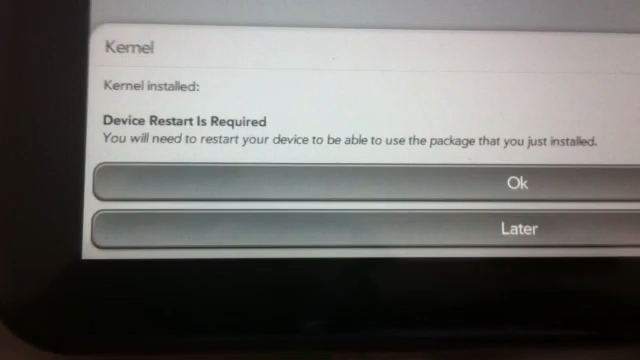 Kernel
Kernel installed:
Device Restart Is Required
You will need to restart your device to be able to use the package that you just installed.
Ok
Later